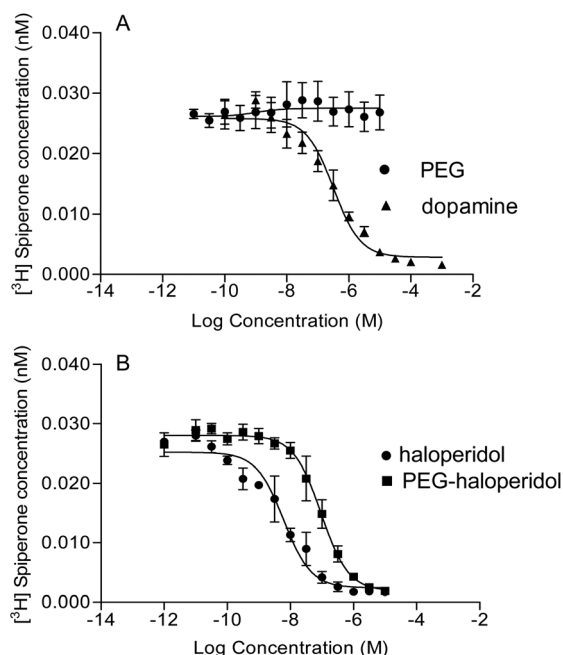 A
[³H] Spiperone concentration (nM)
0.040
0.030
0.020
0.010
0.000
PEG
dopamine
-14 -12 -10 -8 -6 -4 -2
Log Concentration (M)
B
[³H] Spiperone concentration (nM)
0.040
0.030
0.020
0.010
0.000
haloperidol
PEG-haloperidol
-14 -12 -10 -8 -6 -4 -2
Log Concentration (M)